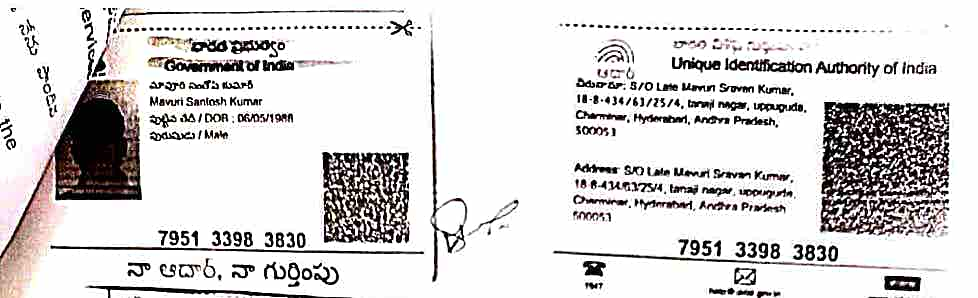 the
భారత ప్రభుత్వం
Government of India
Mavuri Santosh Kumar
పుట్టిన తేదీ / DOB : 06/05/1988
పురుషుడు / Male
7951 3398 3830
నా ఆధార్, నా గుర్తింపు
ఆధార్
Unique Identification Authority of India
చిరునామా: S/O Late Mavuri Sravan Kumar,
18-8-434/63/25/4, tanaji nagar, uppuguda,
Charminar, Hyderabad, Andhra Pradesh,
500053
Address: S/O Late Mavuri Sravan Kumar,
18-8-434/63/25/4, tanaji nagar, uppuguda,
Charminar, Hyderabad, Andhra Pradesh
500053
7951 3398 3830
1947